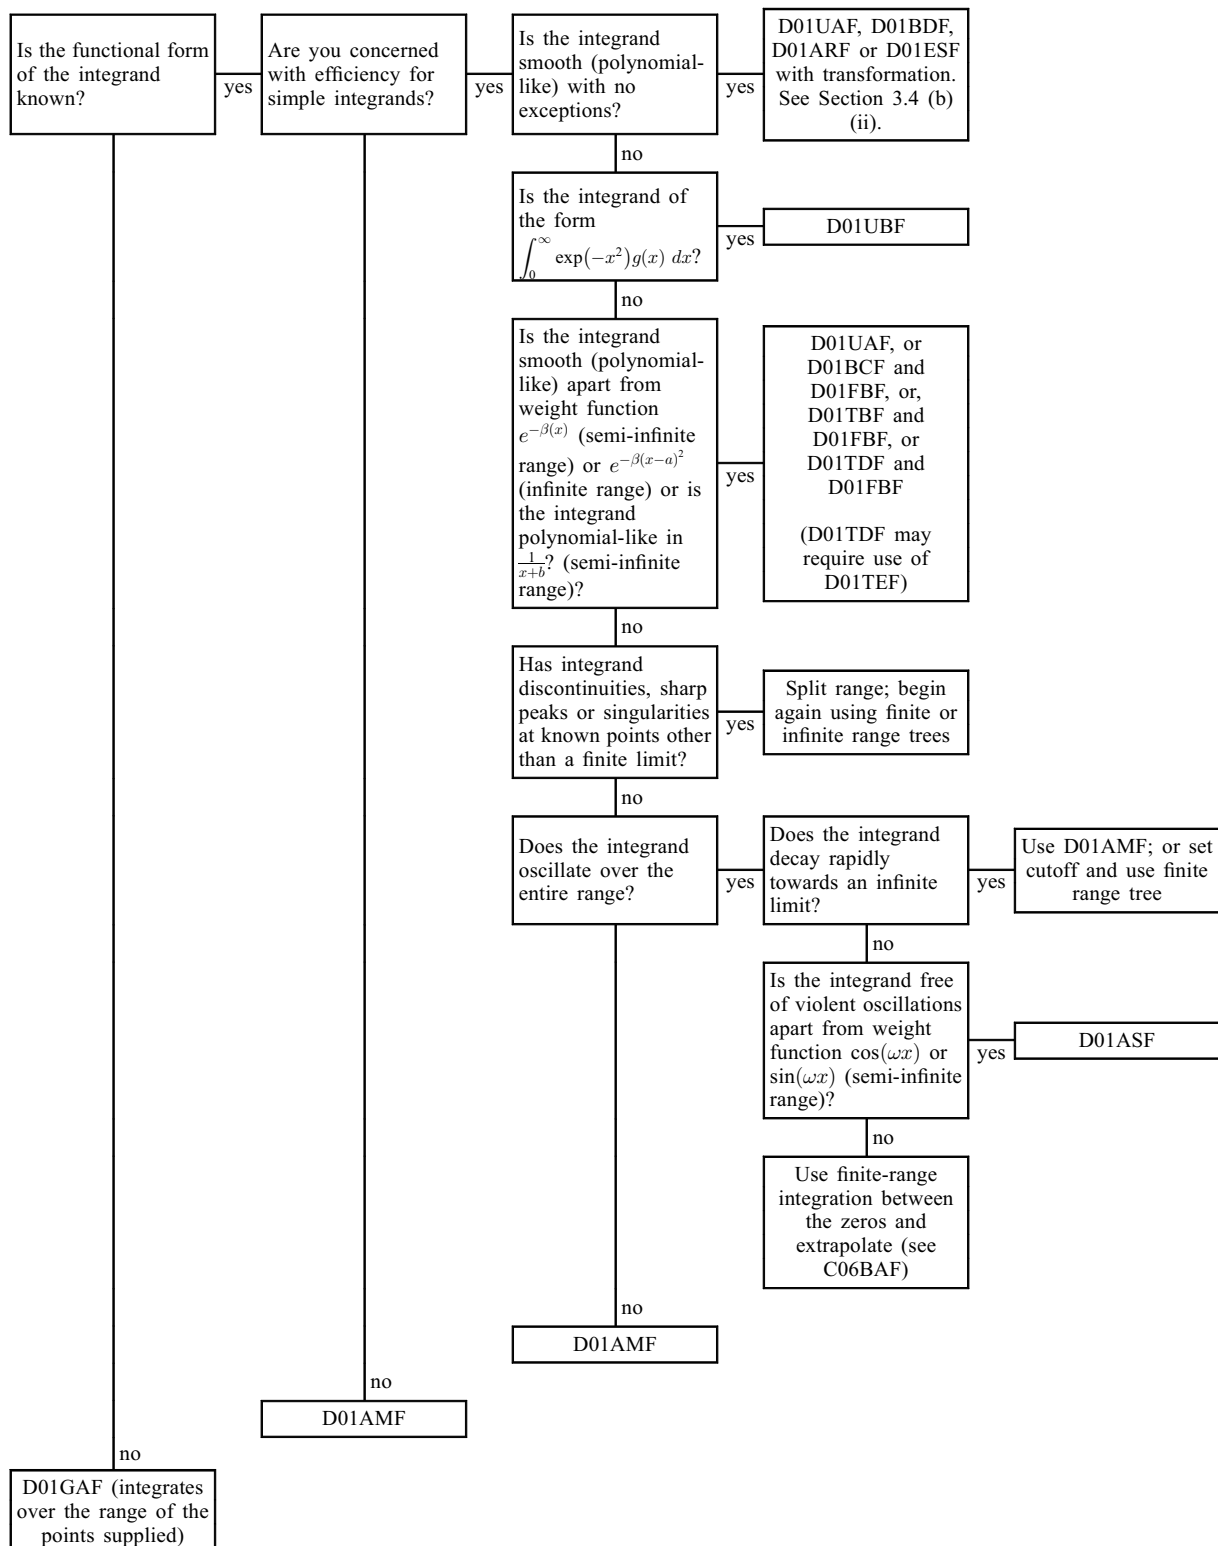 Is the functional form
of the integrand
known?
yes
Are you concerned
with efficiency for
simple integrands?
yes
Is the integrand
smooth (polynomial-
like) with no
exceptions?
yes
D01UAF, D01BDF,
D01ARF or D01ESF
with transformation.
See Section 3.4 (b)
(ii).
no
Is the integrand of
the form
∫₀^∞ exp(−x²)g(x) dx?
yes
D01UBF
no
Is the integrand
smooth (polynomial-
like) apart from
weight function
e^{−β(x)} (semi-infinite
range) or e^{−β(x−a)²}
(infinite range) or is
the integrand
polynomial-like in
1/(x+b)? (semi-infinite
range)?
yes
D01UAF, or
D01BCF and
D01FBF, or,
D01TBF and
D01FBF, or
D01TDF and
D01FBF
(D01TDF may
require use of
D01TEF)
no
Has integrand
discontinuities, sharp
peaks or singularities
at known points other
than a finite limit?
yes
Split range; begin
again using finite or
infinite range trees
no
Does the integrand
oscillate over the
entire range?
yes
Does the integrand
decay rapidly
towards an infinite
limit?
yes
Use D01AMF; or set
cutoff and use finite
range tree
no
Is the integrand free
of violent oscillations
apart from weight
function cos(ωx) or
sin(ωx) (semi-infinite
range)?
yes
D01ASF
no
Use finite-range
integration between
the zeros and
extrapolate (see
C06BAF)
no
D01AMF
no
D01AMF
no
D01GAF (integrates
over the range of the
points supplied)